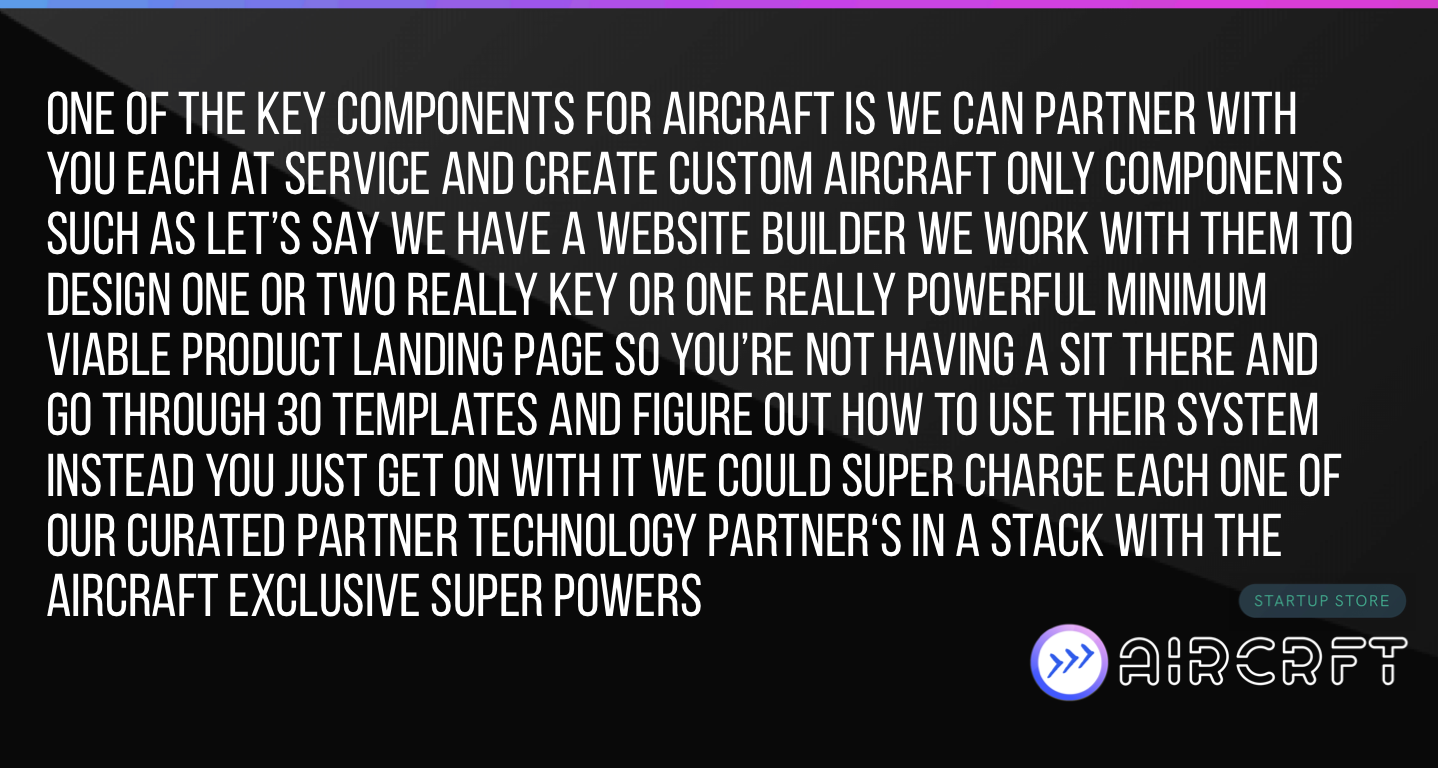 ONE OF THE KEY COMPONENTS FOR AIRCRAFT IS WE CAN PARTNER WITH
YOU EACH AT SERVICE AND CREATE CUSTOM AIRCRAFT ONLY COMPONENTS
SUCH AS LET’S SAY WE HAVE A WEBSITE BUILDER WE WORK WITH THEM TO
DESIGN ONE OR TWO REALLY KEY OR ONE REALLY POWERFUL MINIMUM
VIABLE PRODUCT LANDING PAGE SO YOU’RE NOT HAVING A SIT THERE AND
GO THROUGH 30 TEMPLATES AND FIGURE OUT HOW TO USE THEIR SYSTEM
INSTEAD YOU JUST GET ON WITH IT WE COULD SUPER CHARGE EACH ONE OF
OUR CURATED PARTNER TECHNOLOGY PARTNER‘S IN A STACK WITH THE
AIRCRAFT EXCLUSIVE SUPER POWERS
STARTUP STORE
AIRCRFT